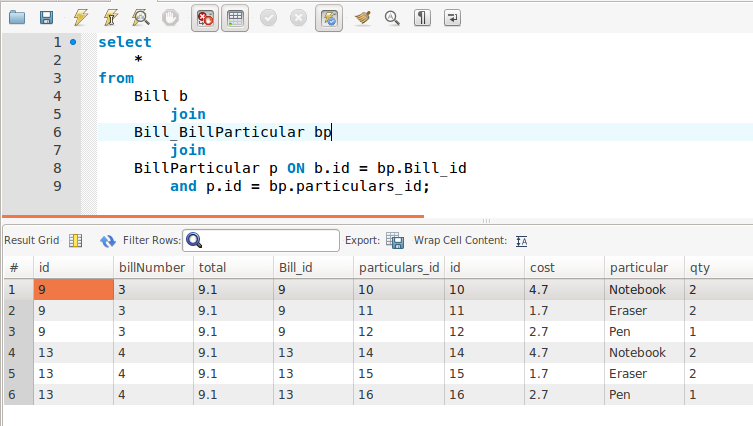 1 select
2 *
3 from
4 Bill b
5 join
6 Bill_BillParticular bp
7 join
8 BillParticular p ON b.id = bp.Bill_id
9 and p.id = bp.particulars_id;
Result Grid Filter Rows: Export: Wrap Cell Content:
# id billNumber total Bill_id particulars_id id cost particular qty
1 9 3 9.1 9 10 10 4.7 Notebook 2
2 9 3 9.1 9 11 11 1.7 Eraser 2
3 9 3 9.1 9 12 12 2.7 Pen 1
4 13 4 9.1 13 14 14 4.7 Notebook 2
5 13 4 9.1 13 15 15 1.7 Eraser 2
6 13 4 9.1 13 16 16 2.7 Pen 1